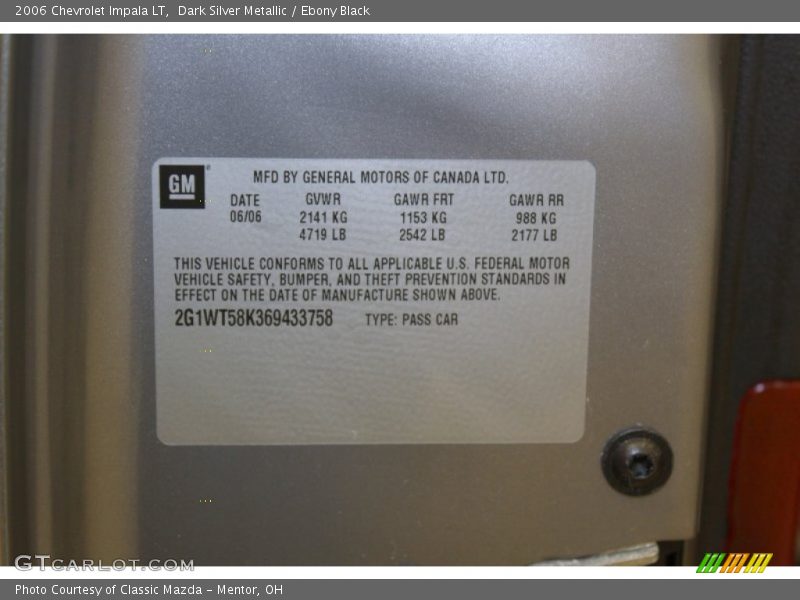 2006 Chevrolet Impala LT, Dark Silver Metallic / Ebony Black
GM
MFD BY GENERAL MOTORS OF CANADA LTD.
DATE GVWR GAWR FRT GAWR RR
06/06 2141 KG 1153 KG 988 KG
4719 LB 2542 LB 2177 LB
THIS VEHICLE CONFORMS TO ALL APPLICABLE U.S. FEDERAL MOTOR
VEHICLE SAFETY, BUMPER, AND THEFT PREVENTION STANDARDS IN
EFFECT ON THE DATE OF MANUFACTURE SHOWN ABOVE.
2G1WT58K369433758 TYPE: PASS CAR
GTCARLOT.COM
Photo Courtesy of Classic Mazda - Mentor, OH